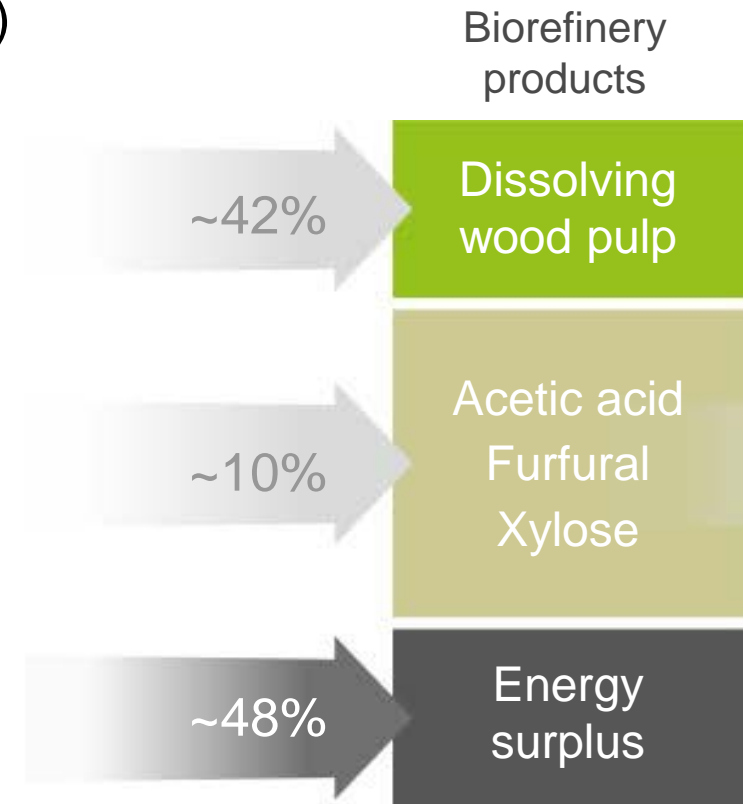 )
Biorefinery
products
~42%
Dissolving
wood pulp
~10%
Acetic acid
Furfural
Xylose
~48%
Energy
surplus